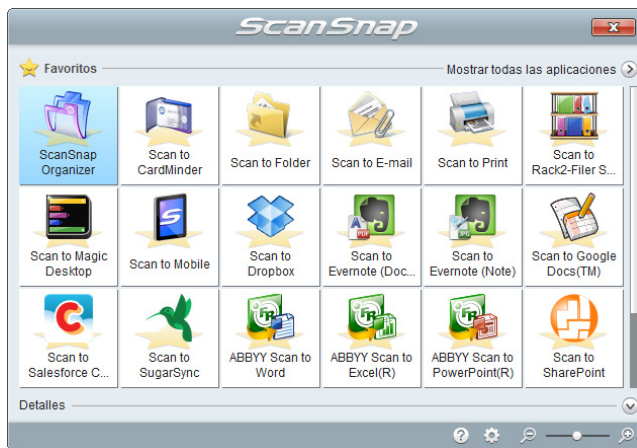 ScanSnap
Favoritos
Mostrar todas las aplicaciones
ScanSnap
Organizer
Scan to
CardMinder
Scan to Folder
Scan to E-mail
Scan to Print
Scan to
Rack2-Filer S...
Scan to Magic
Desktop
Scan to Mobile
Scan to
Dropbox
Scan to
Evernote (Doc...
Scan to
Evernote (Note)
Scan to Google
Docs(TM)
Scan to
Salesforce C...
Scan to
SugarSync
ABBYY Scan to
Word
ABBYY Scan to
Excel(R)
ABBYY Scan to
PowerPoint(R)
Scan to
SharePoint
Detalles